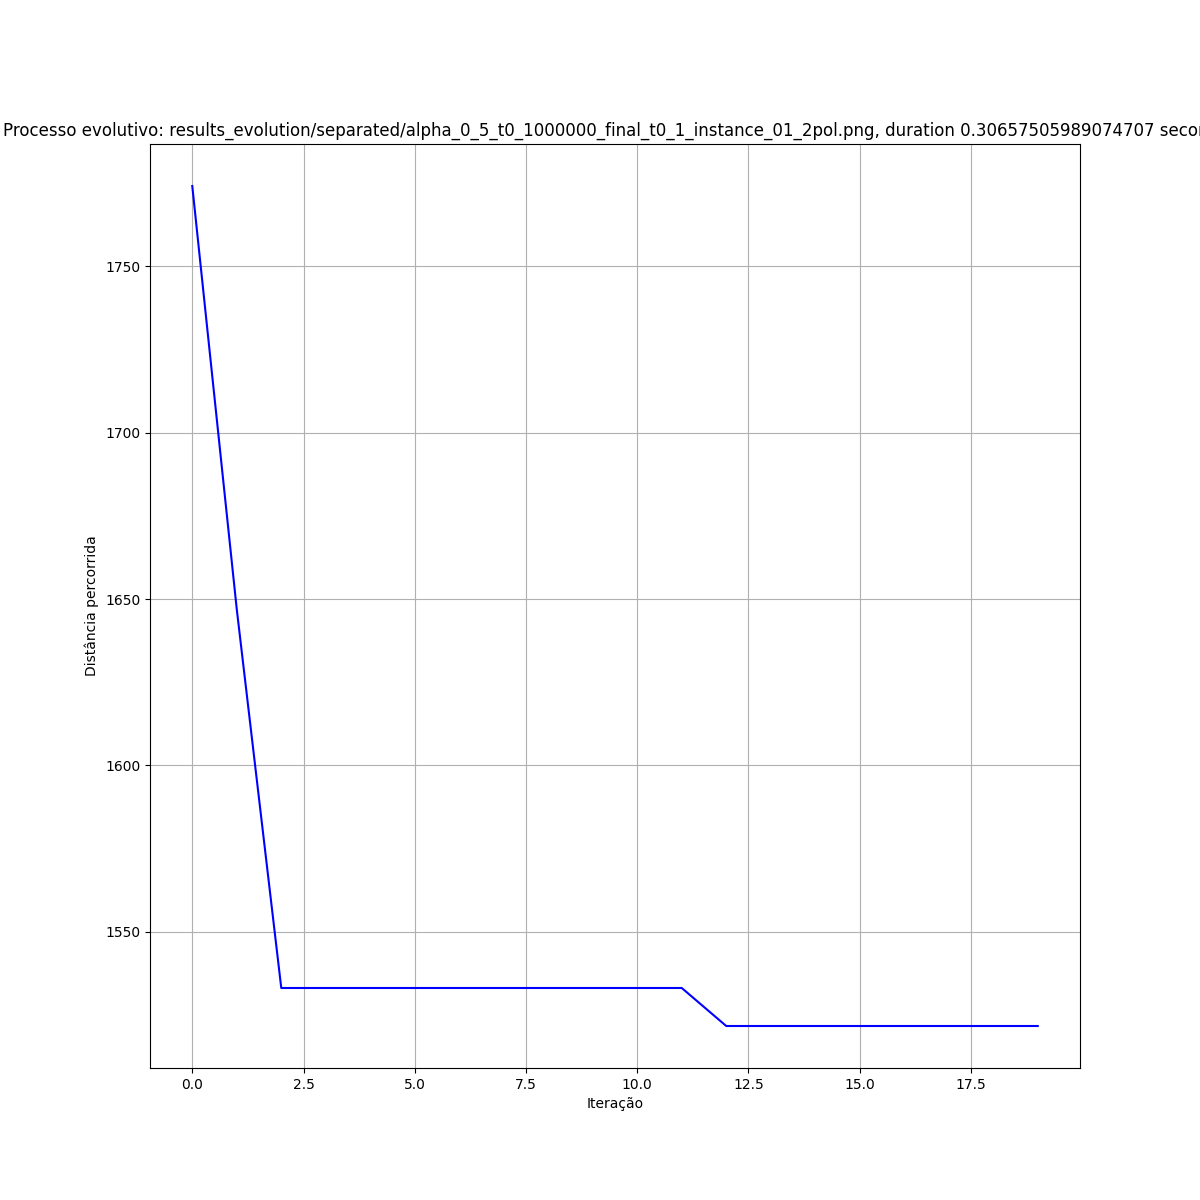 Processo evolutivo: results_evolution/separated/alpha_0_5_t0_1000000_final_t0_1_instance_01_2pol.png, duration 0.30657505989074707
1750
1700
1650
1600
1550
Distância percorrida
0.0 2.5 5.0 7.5 10.0 12.5 15.0 17.5
Iteração